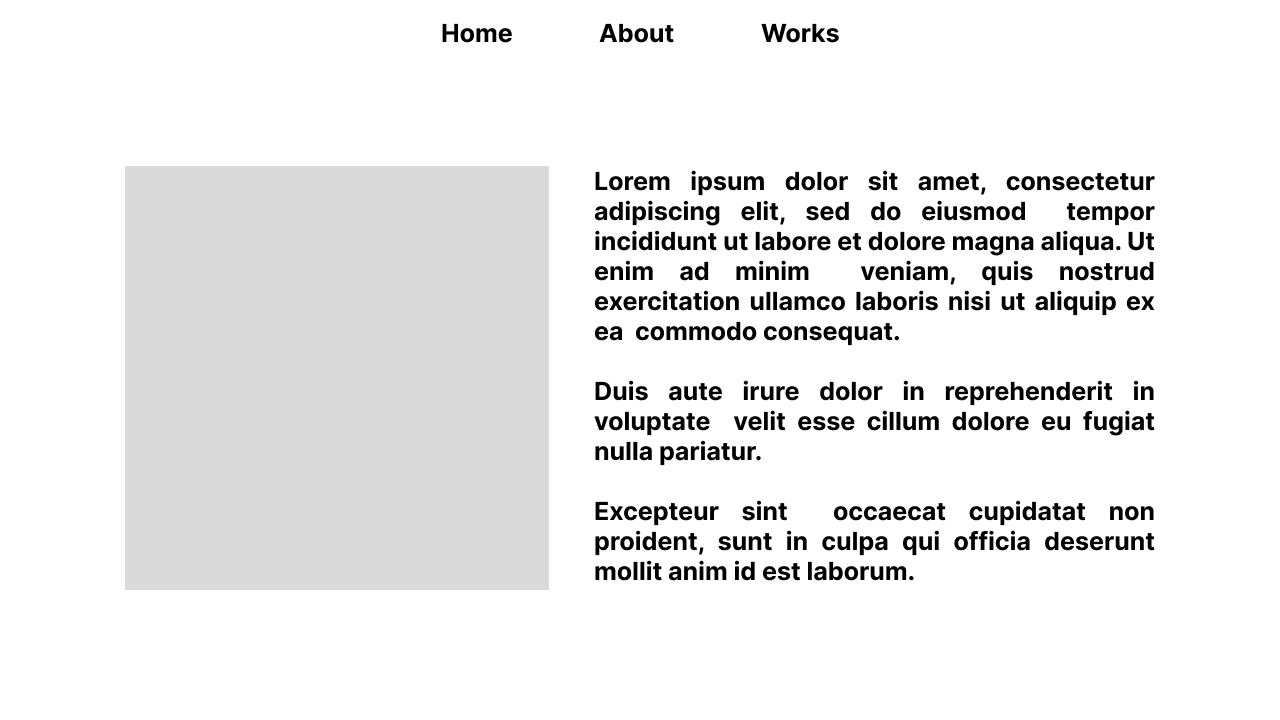 Home About Works
Lorem ipsum dolor sit amet, consectetur
adipiscing elit, sed do eiusmod tempor
incididunt ut labore et dolore magna aliqua. Ut
enim ad minim veniam, quis nostrud
exercitation ullamco laboris nisi ut aliquip ex
ea commodo consequat.
Duis aute irure dolor in reprehenderit in
voluptate velit esse cillum dolore eu fugiat
nulla pariatur.
Excepteur sint occaecat cupidatat non
proident, sunt in culpa qui officia deserunt
mollit anim id est laborum.